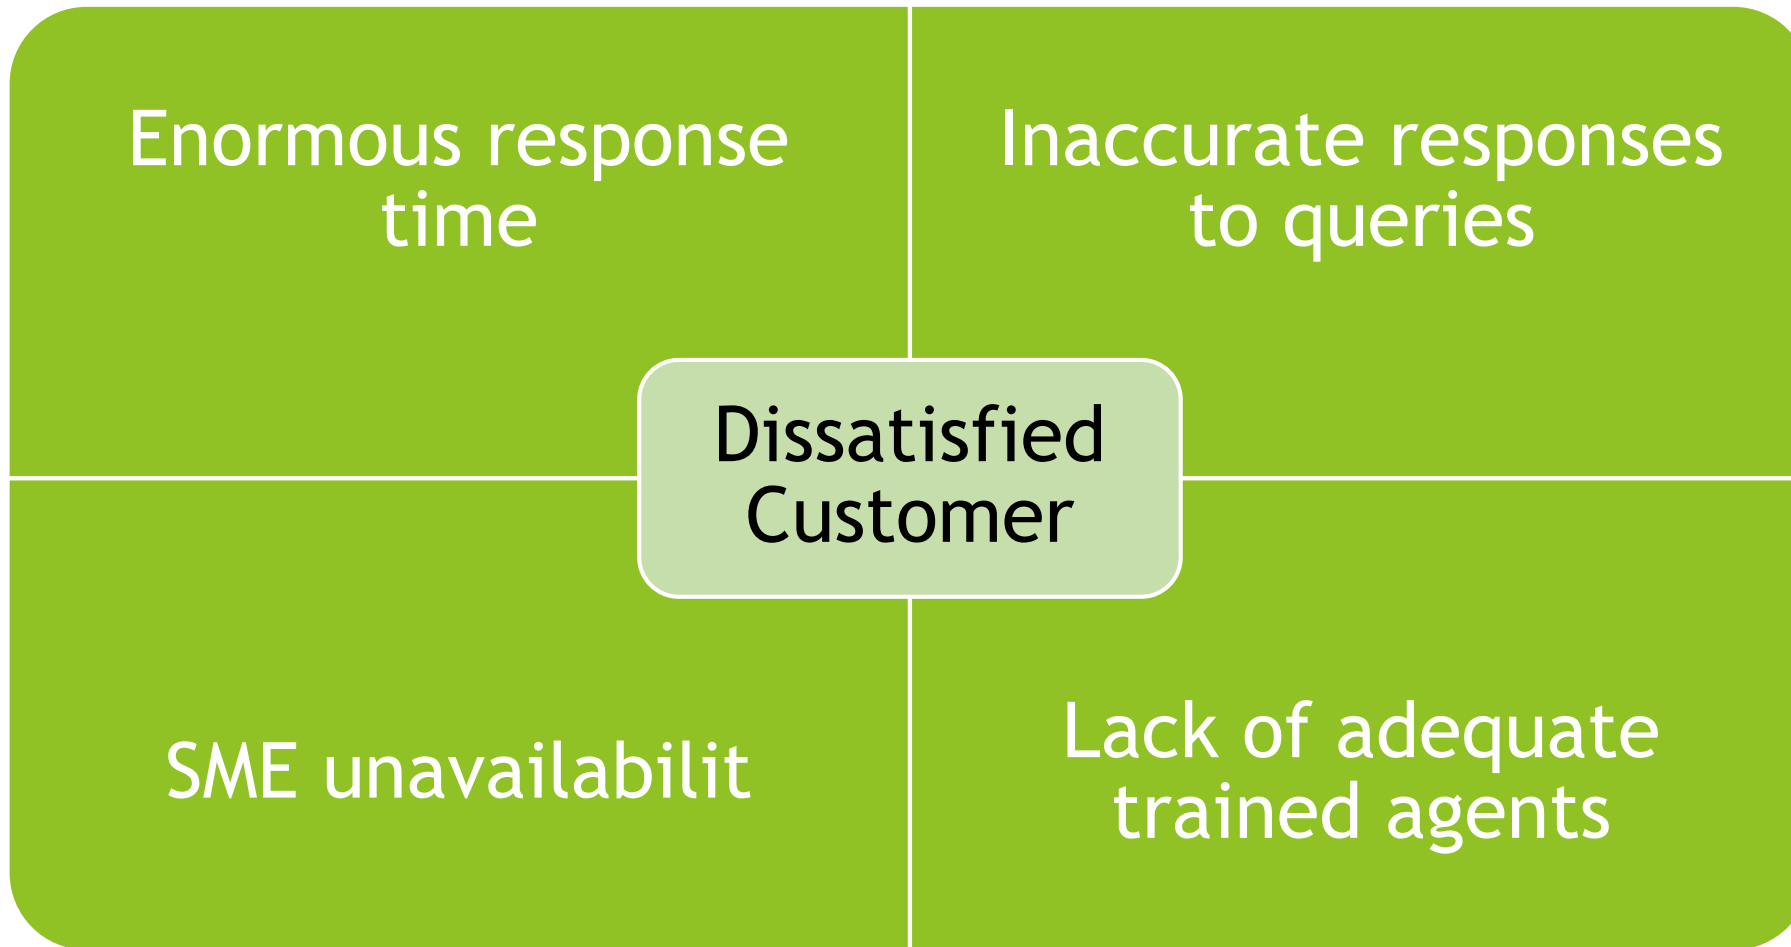 Enormous response
time
Inaccurate responses
to queries
Dissatisfied
Customer
SME unavailabilit
Lack of adequate
trained agents